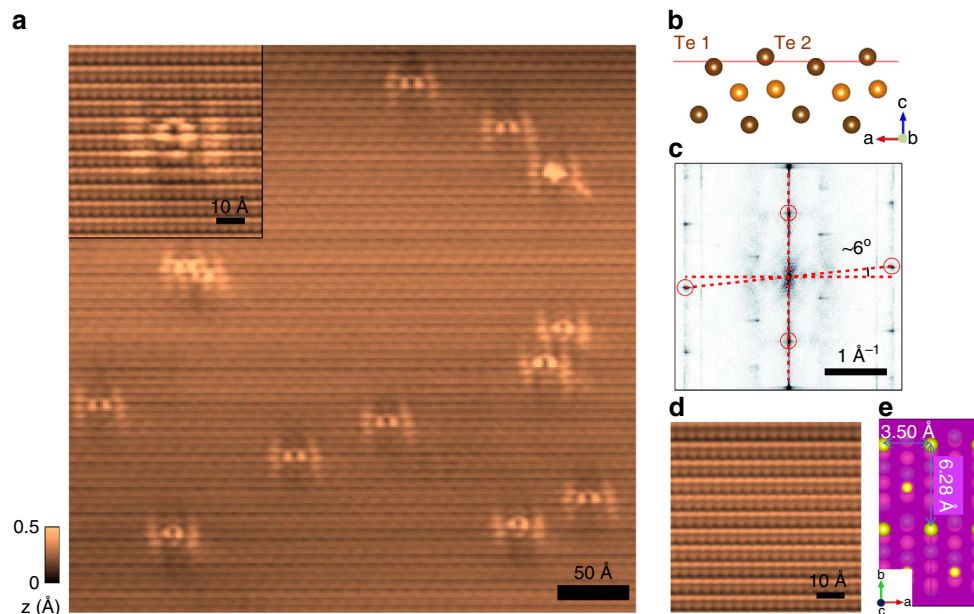 a
10 Å
50 Å
0.5
0
z (Å)
b
Te 1 Te 2
c
a b
c
~6°
1 Å⁻¹
d
10 Å
e
3.50 Å
6.28 Å
b
c a